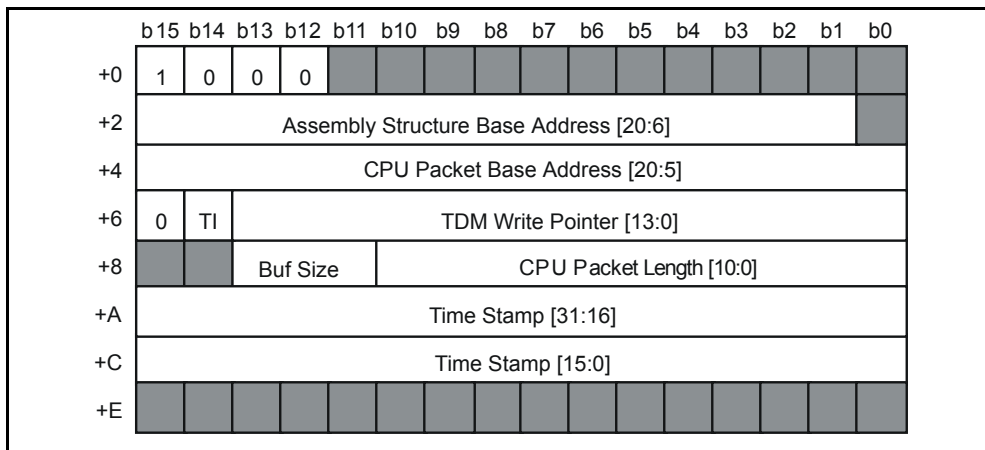 b15 b14 b13 b12 b11 b10 b9 b8 b7 b6 b5 b4 b3 b2 b1 b0
+0 1 0 0 0
+2 Assembly Structure Base Address [20:6]
+4 CPU Packet Base Address [20:5]
+6 0 TI TDM Write Pointer [13:0]
+8 Buf Size CPU Packet Length [10:0]
+A Time Stamp [31:16]
+C Time Stamp [15:0]
+E